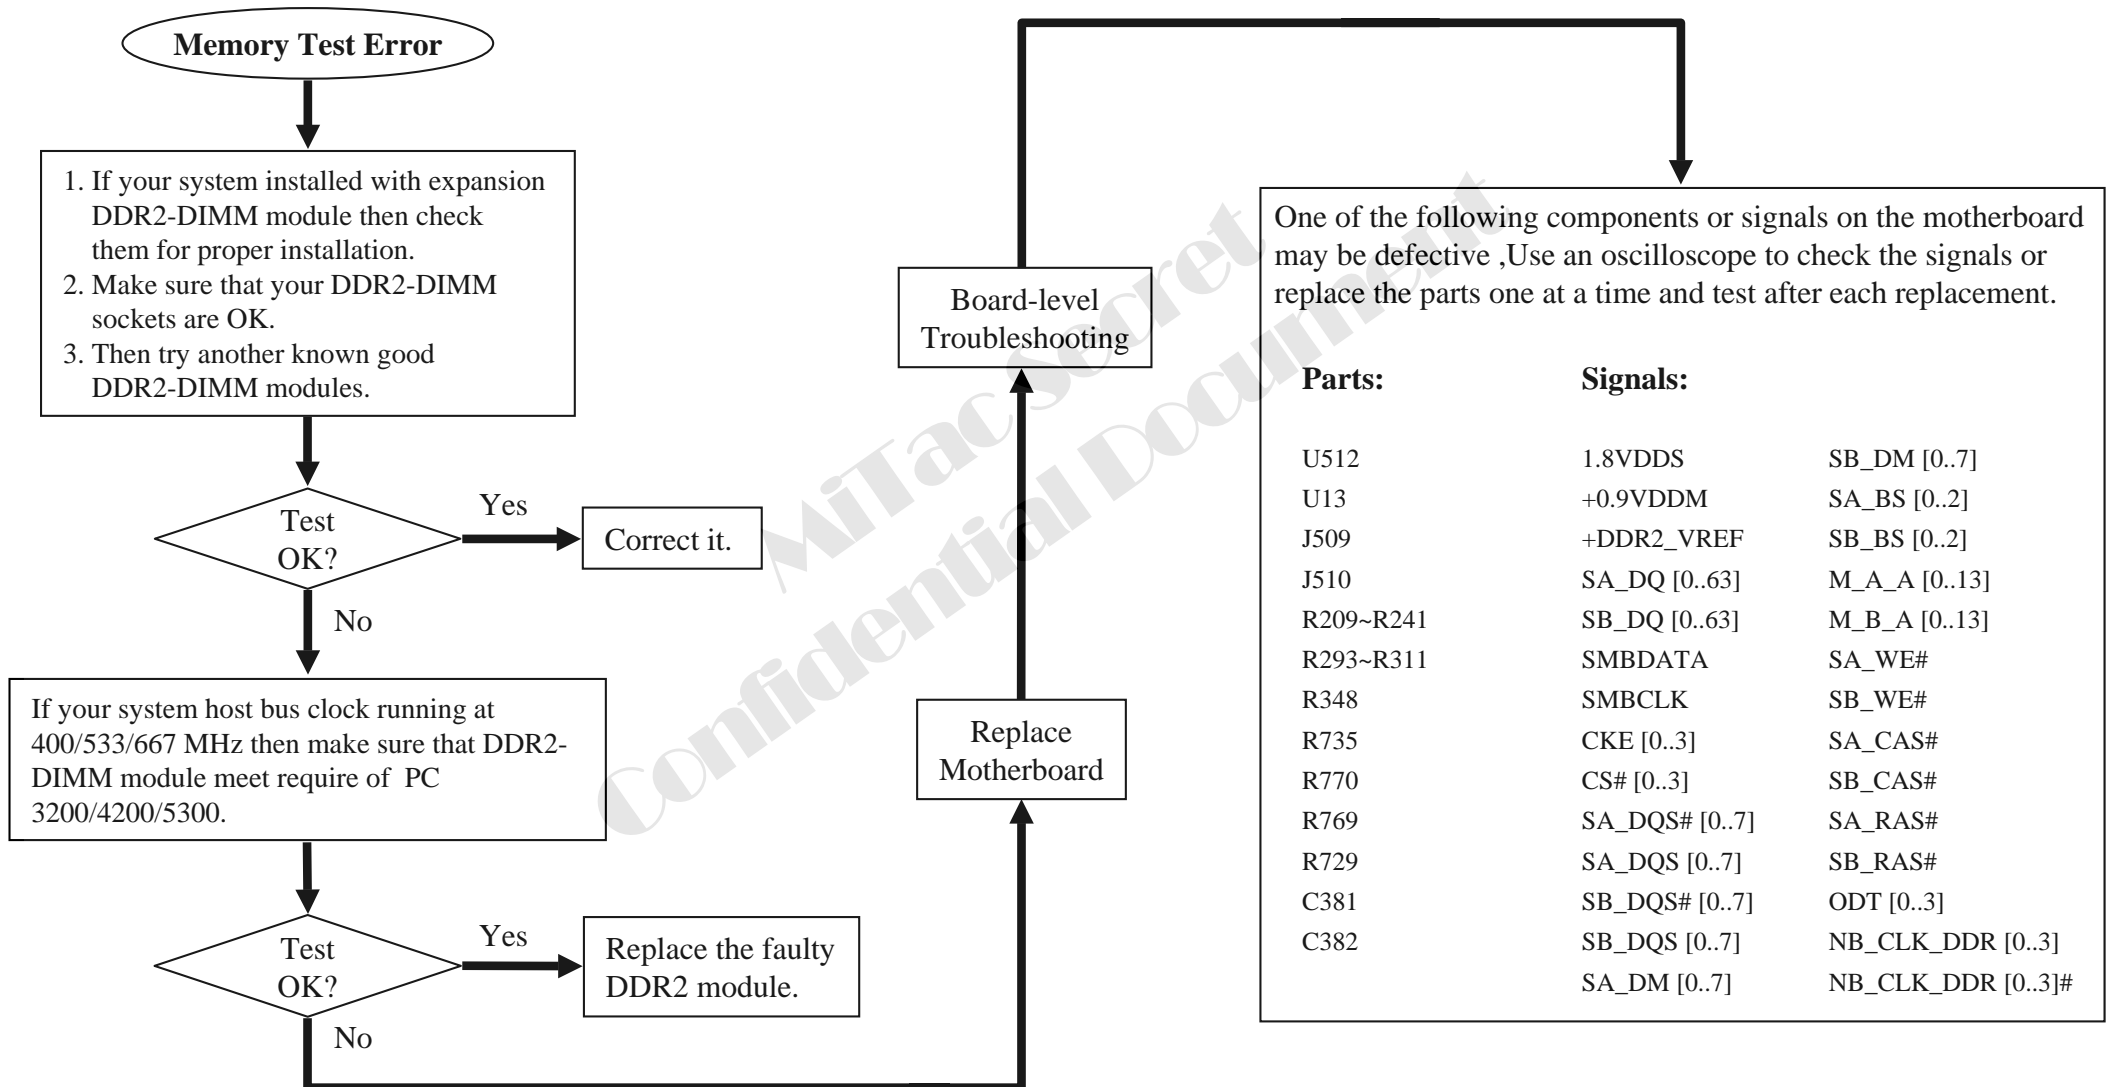 Memory Test Error
1. If your system installed with expansion
DDR2-DIMM module then check
them for proper installation.
2. Make sure that your DDR2-DIMM
sockets are OK.
3. Then try another known good
DDR2-DIMM modules.
Test
OK?
Yes
Correct it.
No
If your system host bus clock running at
400/533/667 MHz then make sure that DDR2-
DIMM module meet require of PC
3200/4200/5300.
Test
OK?
Yes
Replace the faulty
DDR2 module.
No
Replace
Motherboard
Board-level
Troubleshooting
One of the following components or signals on the motherboard
may be defective ,Use an oscilloscope to check the signals or
replace the parts one at a time and test after each replacement.
Parts: Signals:
U512 1.8VDDS SB_DM [0..7]
U13 +0.9VDDM SA_BS [0..2]
J509 +DDR2_VREF SB_BS [0..2]
J510 SA_DQ [0..63] M_A_A [0..13]
R209~R241 SB_DQ [0..63] M_B_A [0..13]
R293~R311 SMBDATA SA_WE#
R348 SMBCLK SB_WE#
R735 CKE [0..3] SA_CAS#
R770 CS# [0..3] SB_CAS#
R769 SA_DQS# [0..7] SA_RAS#
R729 SA_DQS [0..7] SB_RAS#
C381 SB_DQS# [0..7] ODT [0..3]
C382 SB_DQS [0..7] NB_CLK_DDR [0..3]
SA_DM [0..7] NB_CLK_DDR [0..3]#
MiTac Secret
Confidential Document